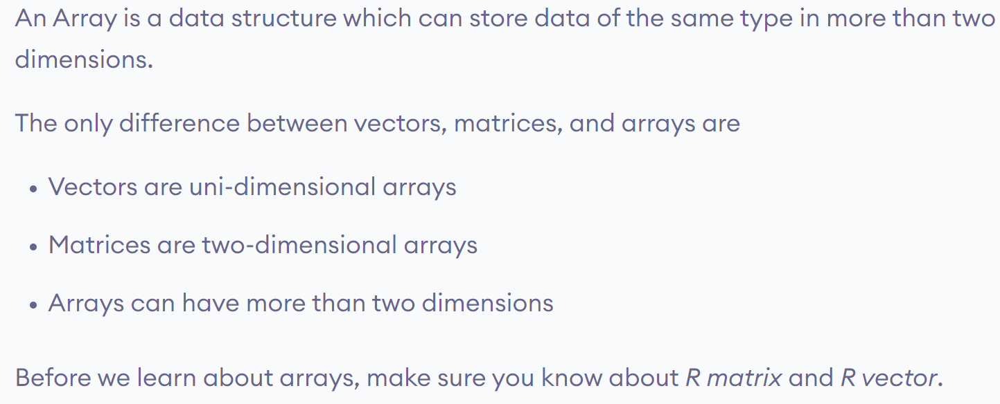 An Array is a data structure which can store data of the same type in more than two
dimensions.
The only difference between vectors, matrices, and arrays are
• Vectors are uni-dimensional arrays
• Matrices are two-dimensional arrays
• Arrays can have more than two dimensions
Before we learn about arrays, make sure you know about R matrix and R vector.